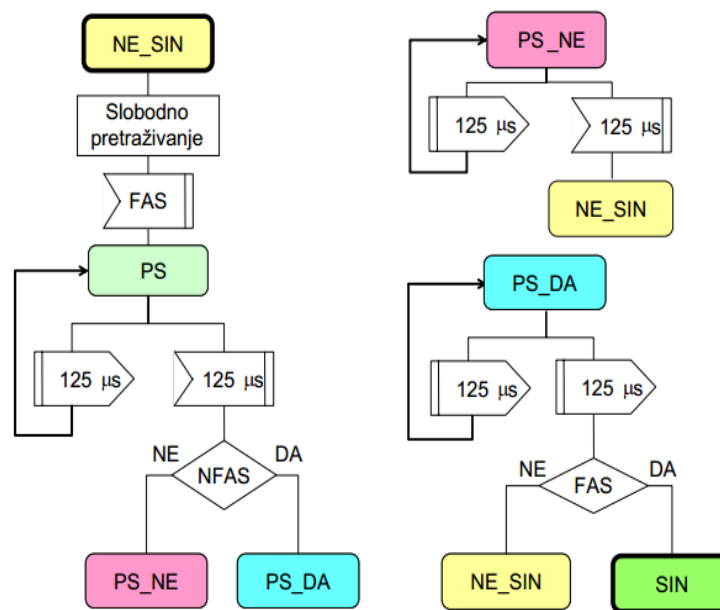 NE_SIN
Slobodno
pretraživanje
FAS
PS
125 μs
125 μs
NE
DA
NFAS
PS_NE
PS_DA
PS_NE
125 μs
125 μs
NE_SIN
PS_DA
125 μs
125 μs
NE
DA
FAS
NE_SIN
SIN